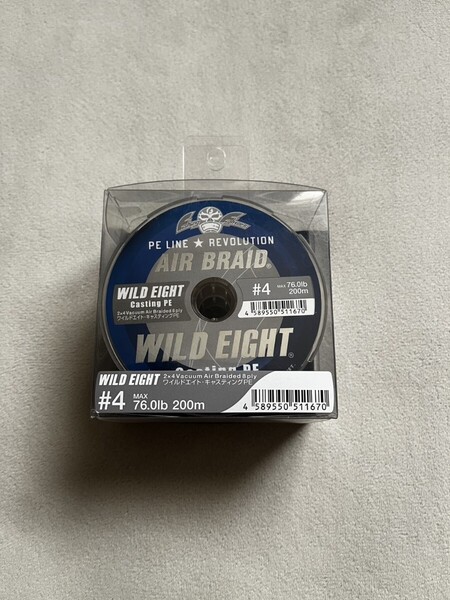 PE LINE ★ REVOLUTION
AIR BRAID®
WILD EIGHT
Casting PE
2×4 Vacuum Air Braided 8ply
ワイルドエイト・キャスティングPE
#4 MAX 76.0lb
200m
4 589550 511670
WILD EIGHT®
Casting PE
WILD EIGHT
2×4 Vacuum Air Braided 8ply
ワイルドエイト・キャスティングPE
#4 MAX 76.0lb 200m
4 589550 511670